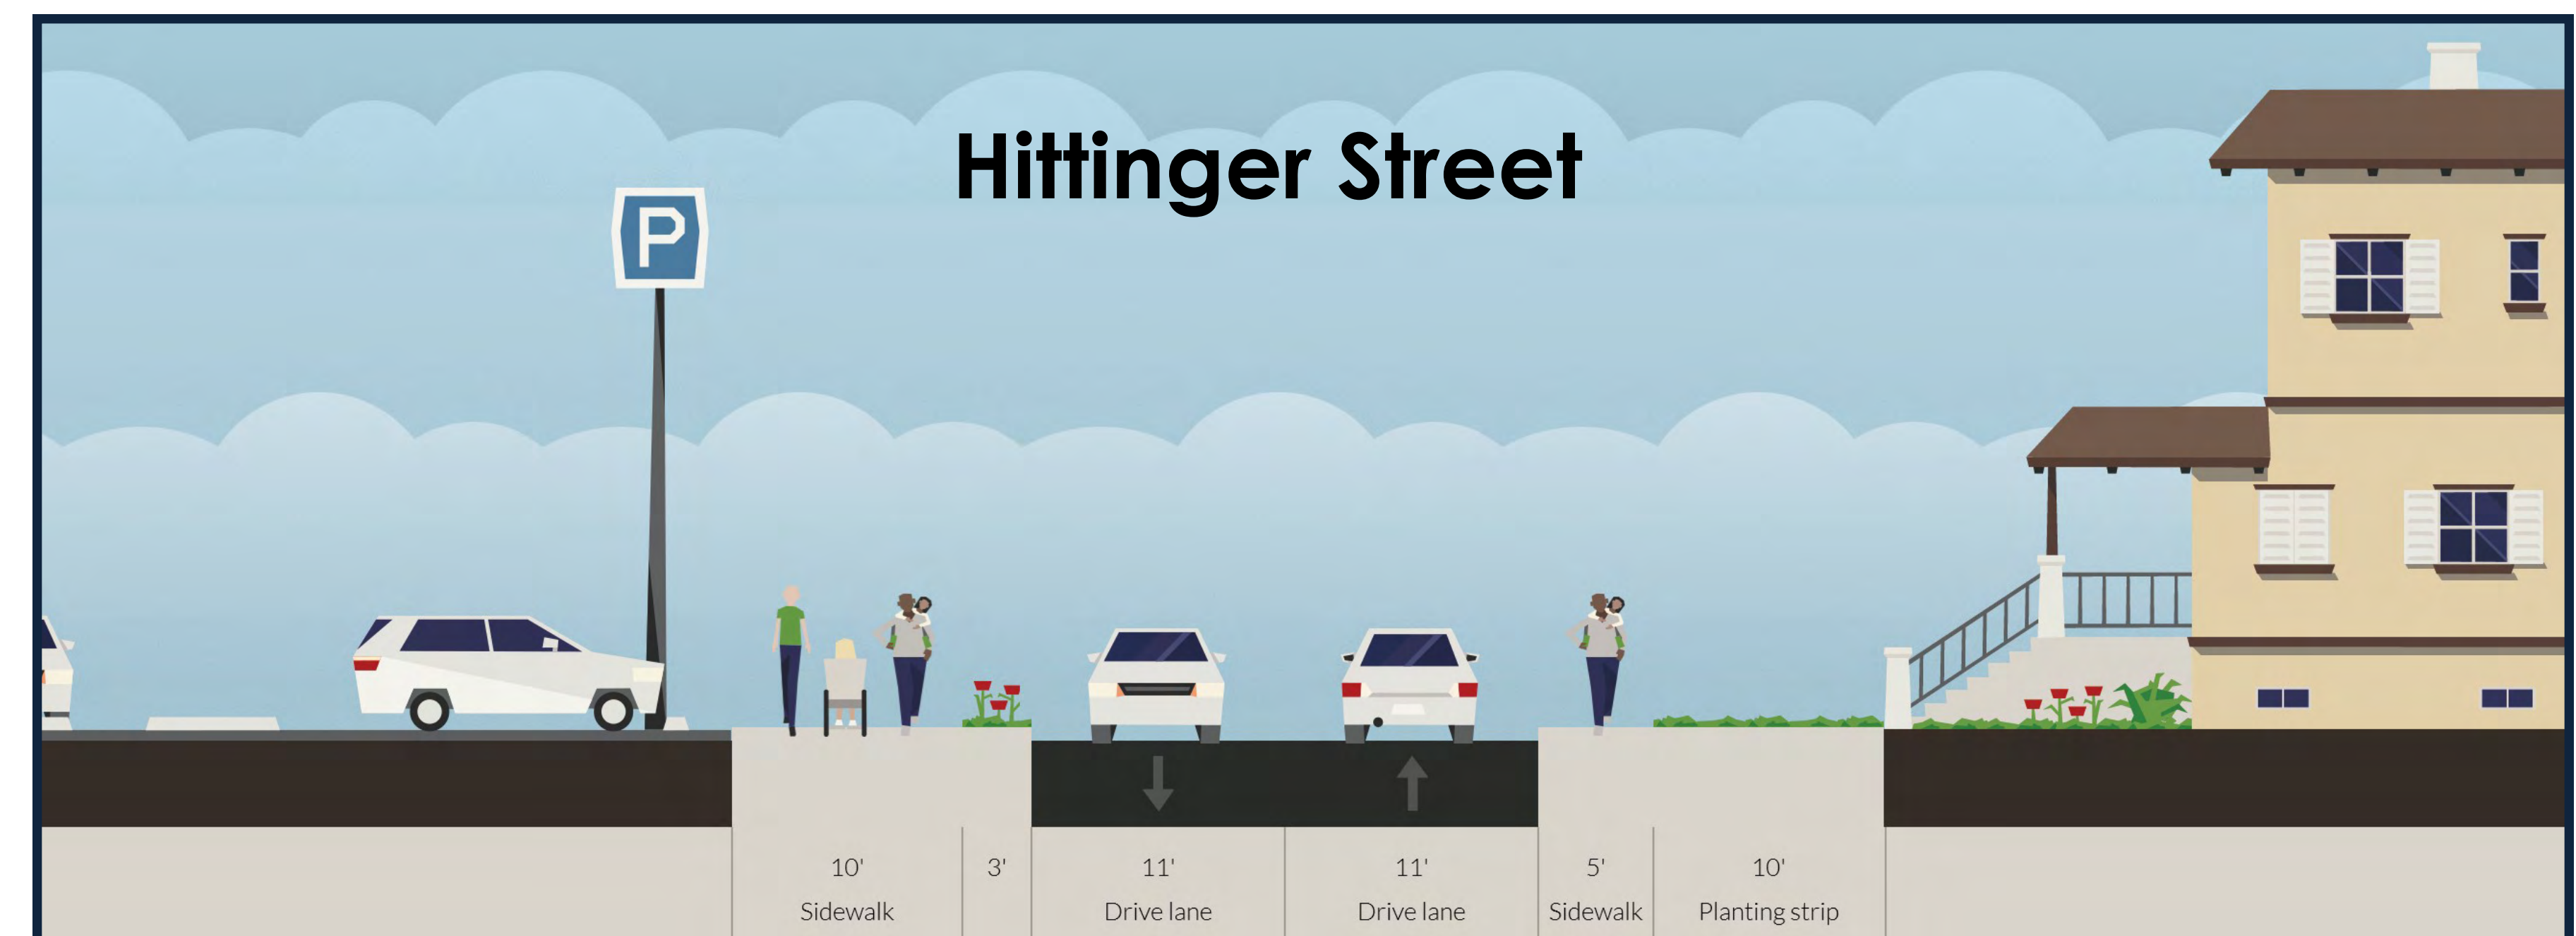 Hittinger Street
P
10' 3' 11' 11' 5' 10'
Sidewalk Drive lane Drive lane Sidewalk Planting strip